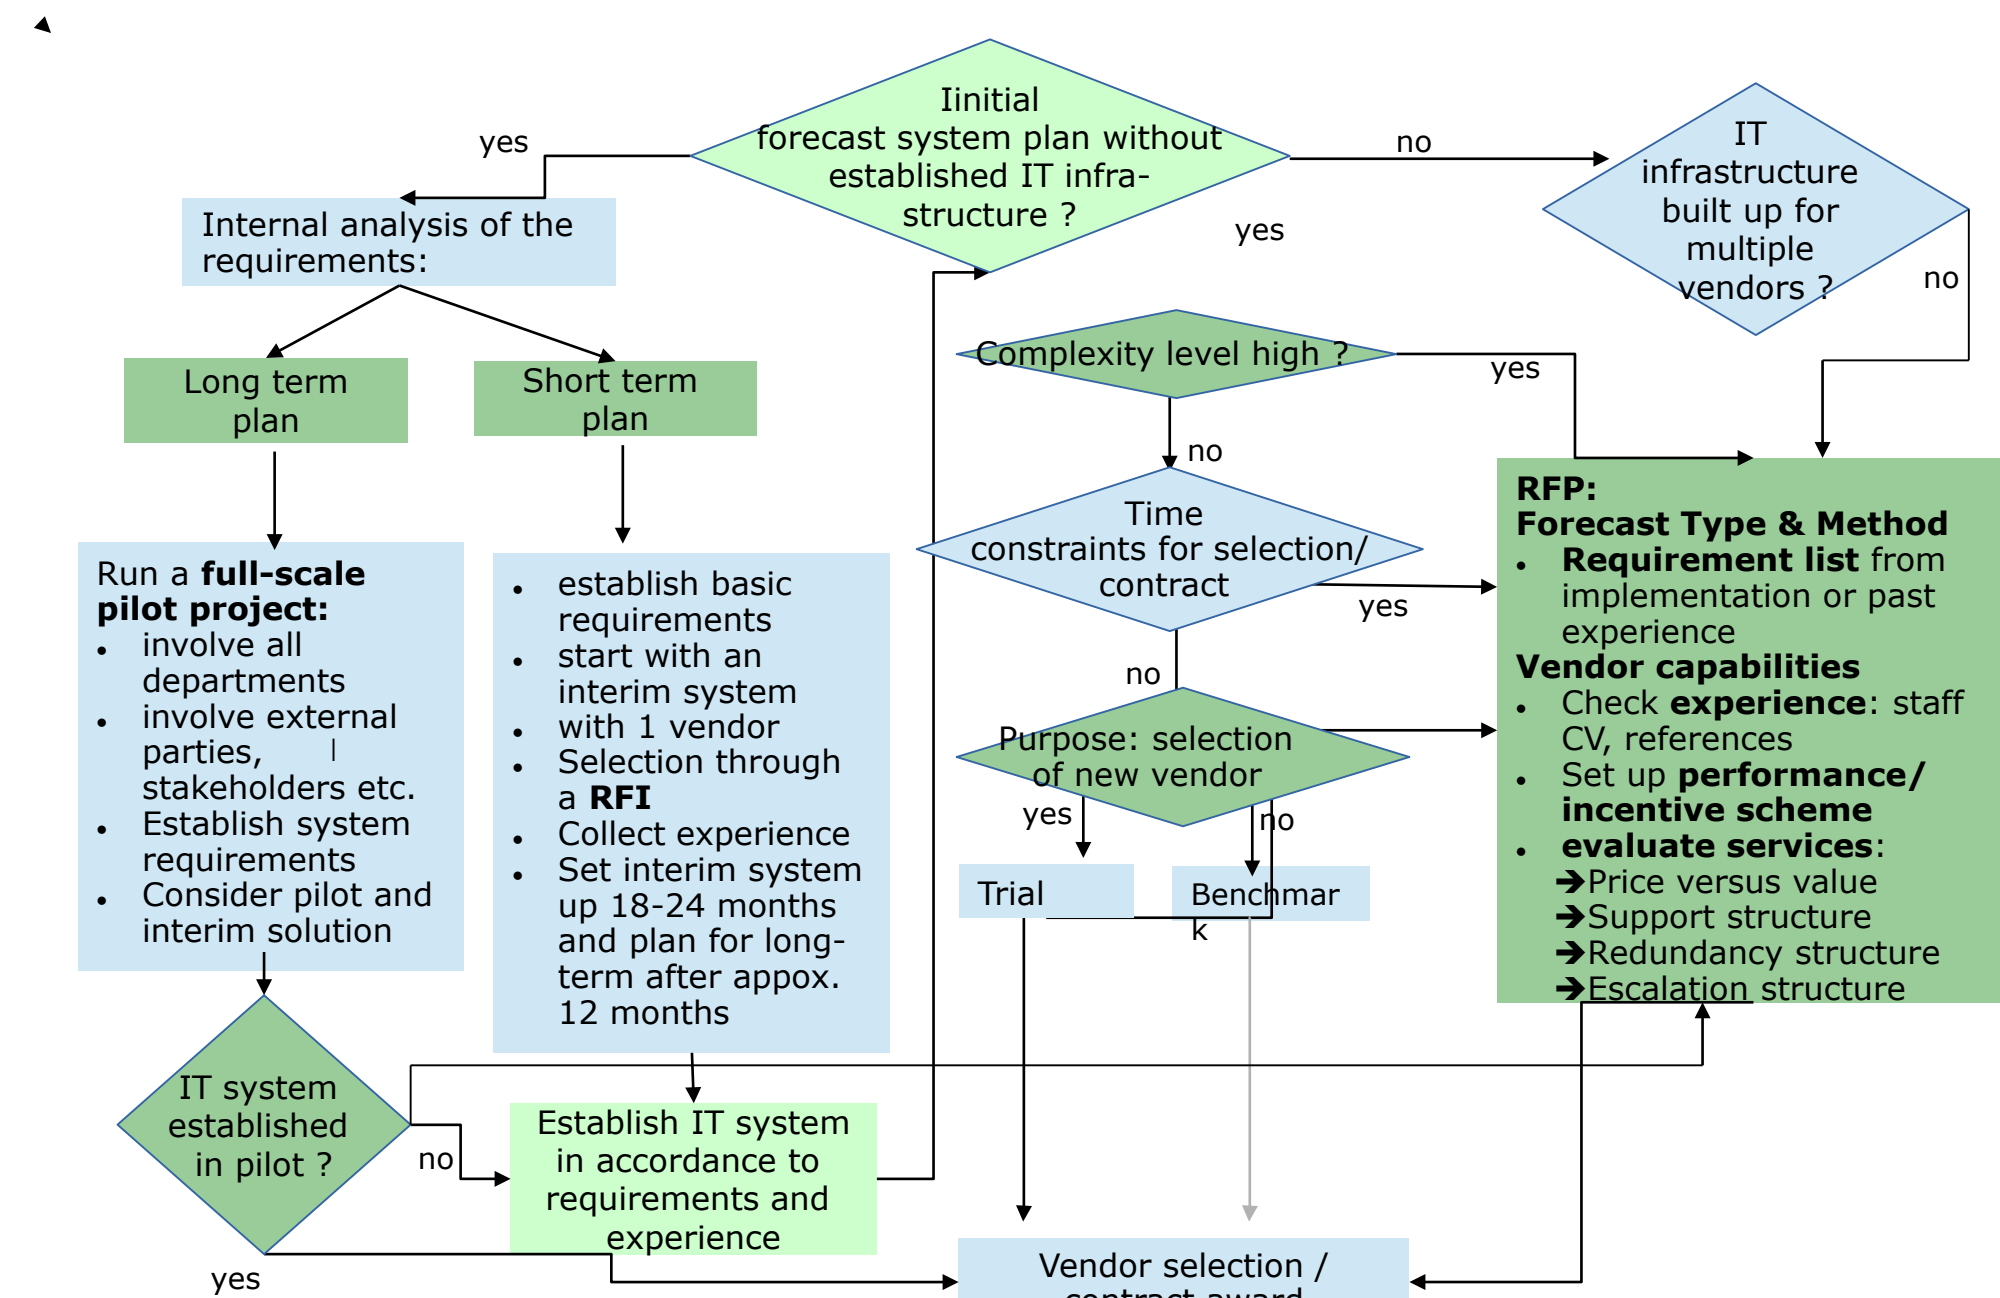 Iinitial
forecast system plan without
established IT infra-
structure ?
yes
no
yes
IT
infrastructure
built up for
multiple
vendors ?
no
Internal analysis of the
requirements:
Long term
plan
Short term
plan
Complexity level high ?
yes
no
Time
constraints for selection/
contract
yes
no
Purpose: selection
of new vendor
yes
no
Trial
Benchmar
k
Run a full-scale
pilot project:
• involve all
departments
• involve external
parties,
stakeholders etc.
• Establish system
requirements
• Consider pilot and
interim solution
• establish basic
requirements
• start with an
interim system
• with 1 vendor
• Selection through
a RFI
• Collect experience
• Set interim system
up 18-24 months
and plan for long-
term after appox.
12 months
RFP:
Forecast Type & Method
• Requirement list from
implementation or past
experience
Vendor capabilities
• Check experience: staff
CV, references
• Set up performance/
incentive scheme
• evaluate services:
➔Price versus value
➔Support structure
➔Redundancy structure
➔Escalation structure
IT system
established
in pilot ?
no
yes
Establish IT system
in accordance to
requirements and
experience
Vendor selection /
contract award